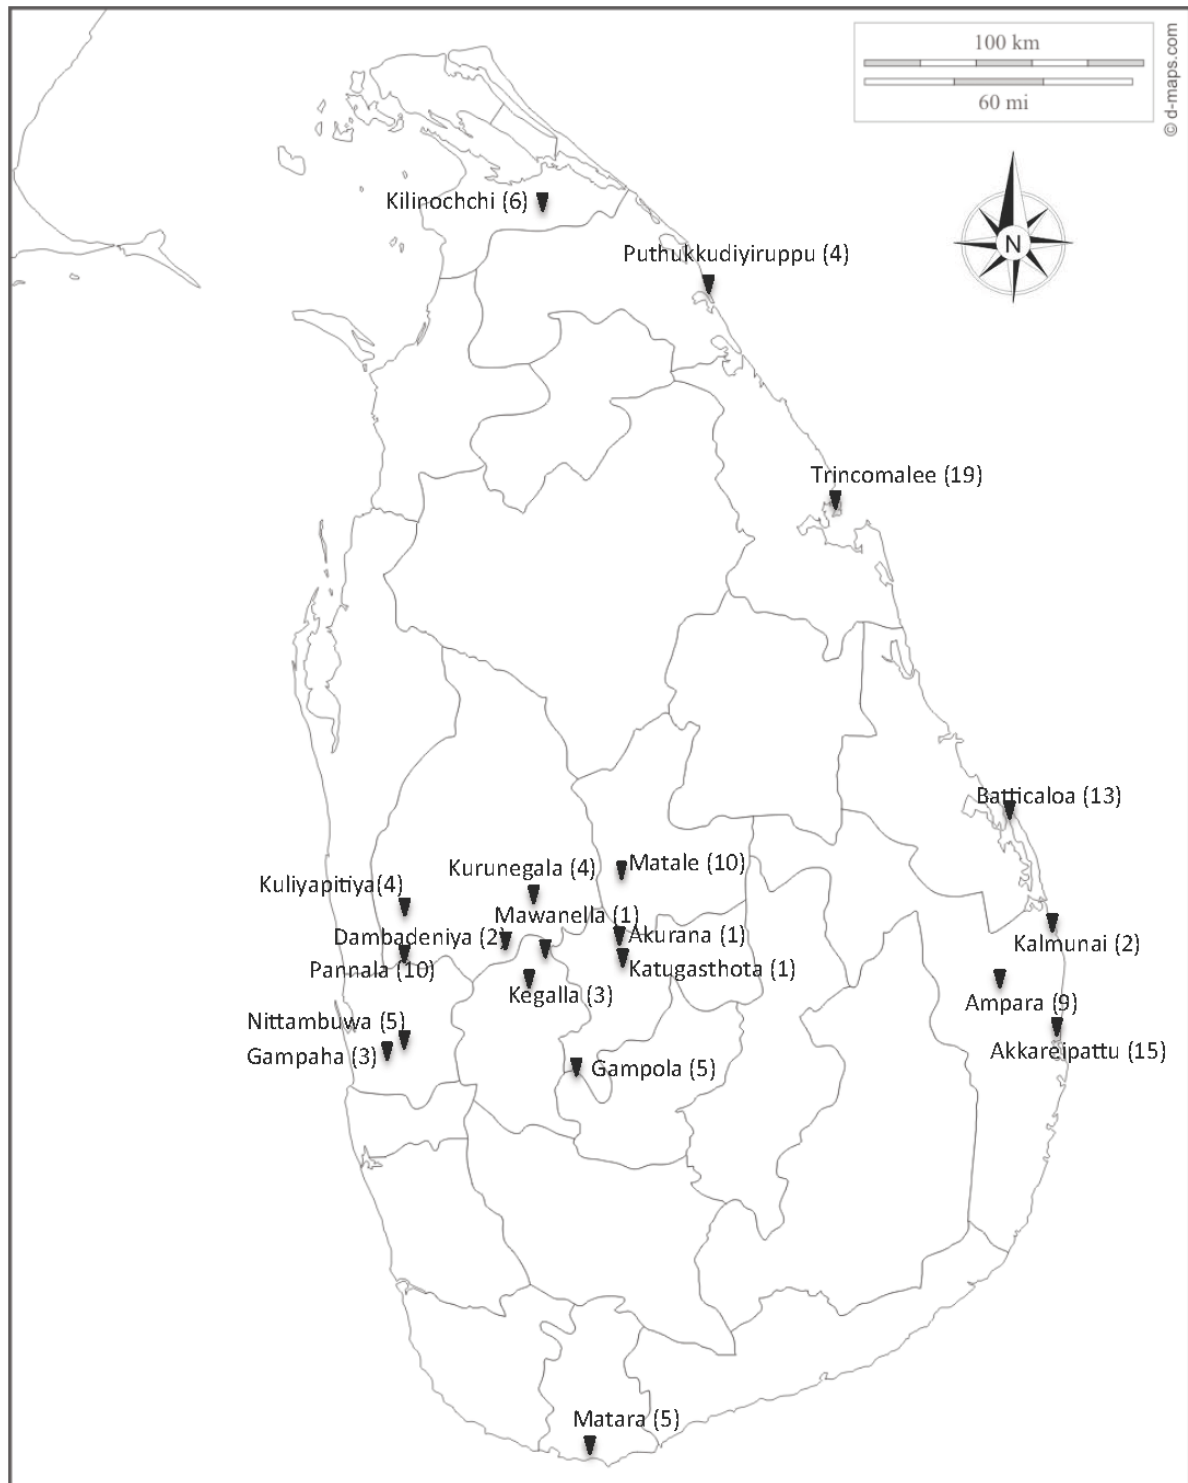 100 km
60 mi
© d-maps.com
N
Kilinochchi (6)
Puthukkudiyiruppu (4)
Trincomalee (19)
Batticaloa (13)
Kurunegala (4)
Matale (10)
Kuliyapitiya(4)
Mawanella (1)
Dambadeniya (2)
Akurana (1)
Kalmunai (2)
Pannala (10)
Katugasthota (1)
Kegalla (3)
Ampara (9)
Nittambuwa (5)
Gampaha (3)
Akkareipattu (15)
Gampola (5)
Matara (5)